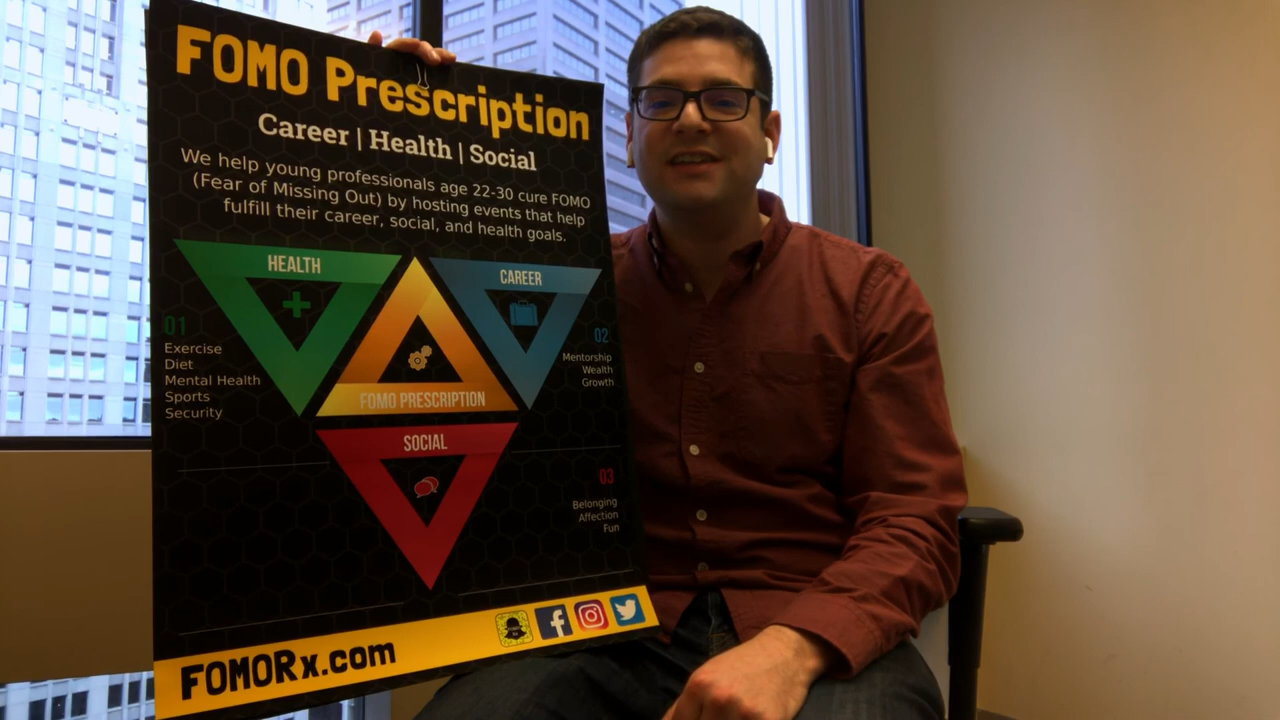 FOMO Prescription
Career | Health | Social
We help young professionals age 22-30 cure FOMO
(Fear of Missing Out) by hosting events that help
fulfill their career, social, and health goals.
HEALTH
CAREER
01
Exercise
Diet
Mental Health
Sports
Security
02
Mentorship
Wealth
Growth
FOMO PRESCRIPTION
SOCIAL
03
Belonging
Affection
Fun
FOMORx.com